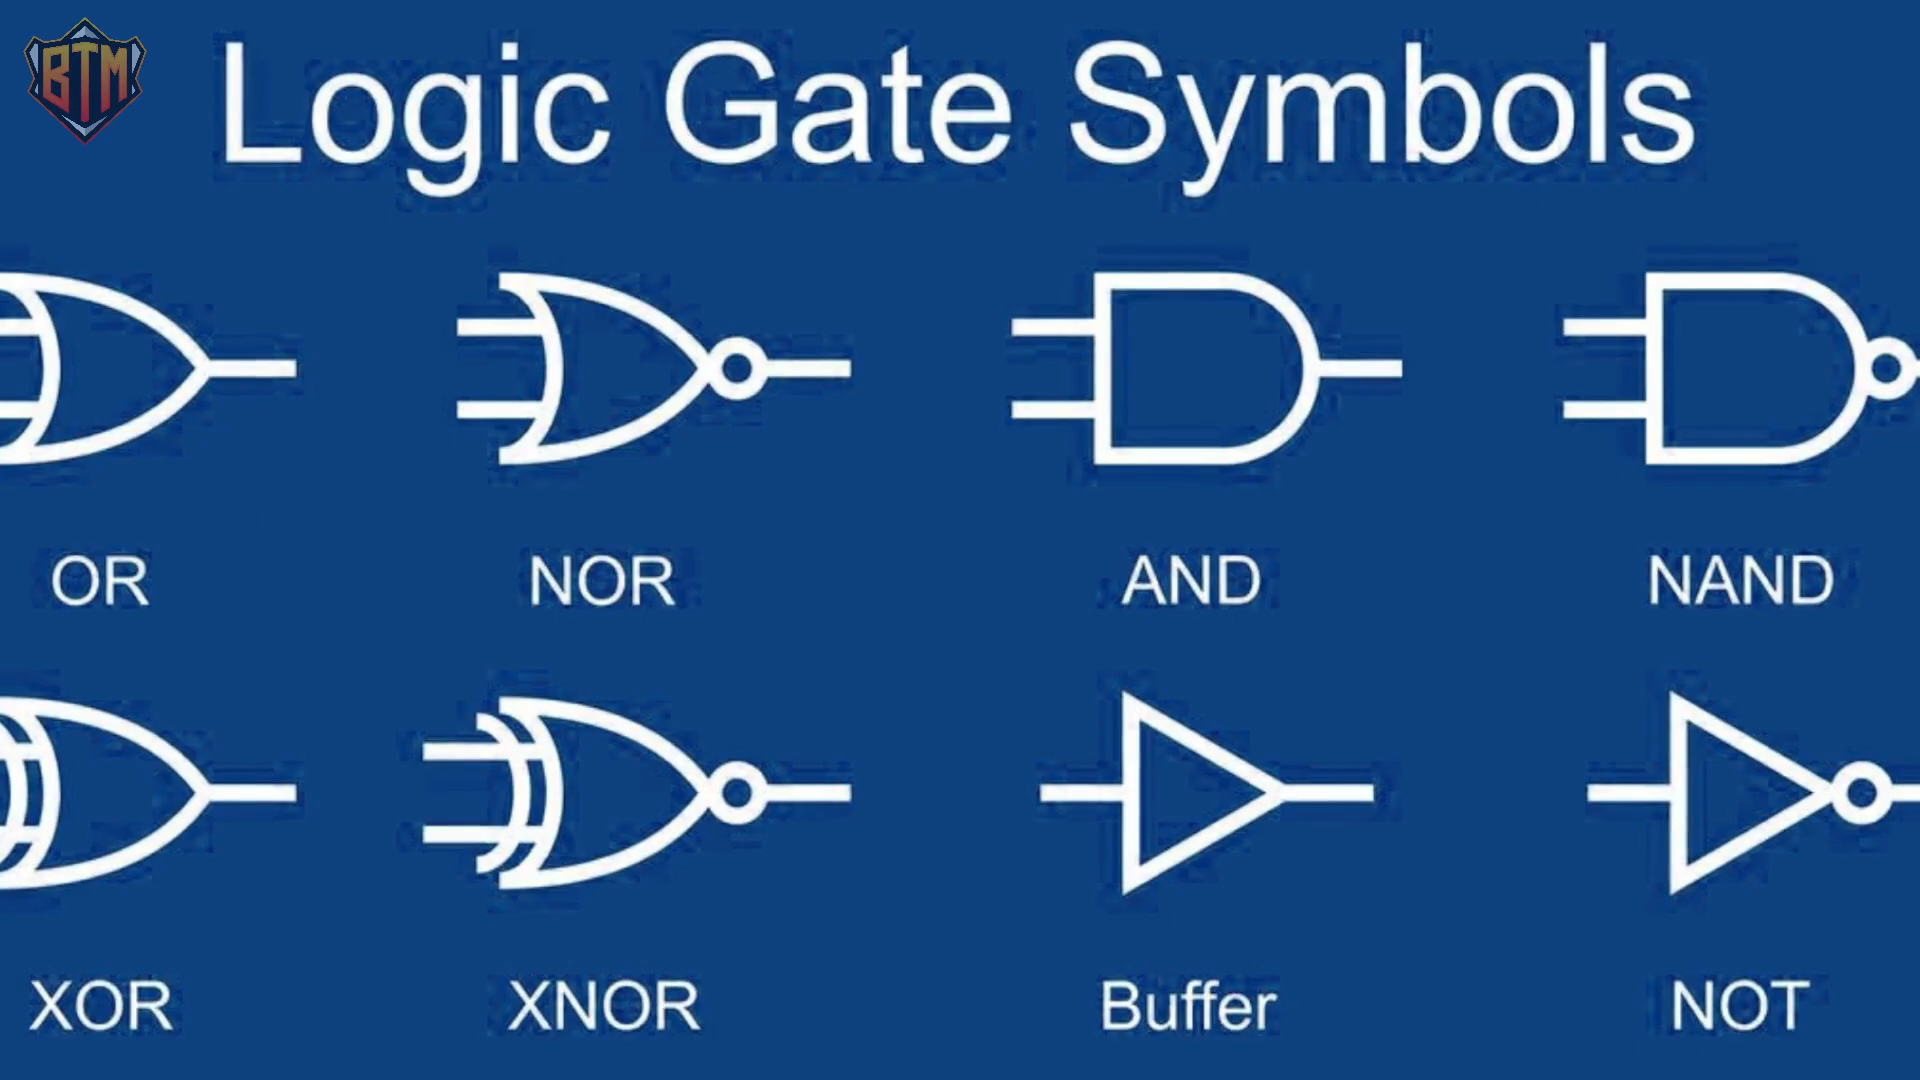 BTM
Logic Gate Symbols
OR
NOR
AND
NAND
XOR
XNOR
Buffer
NOT